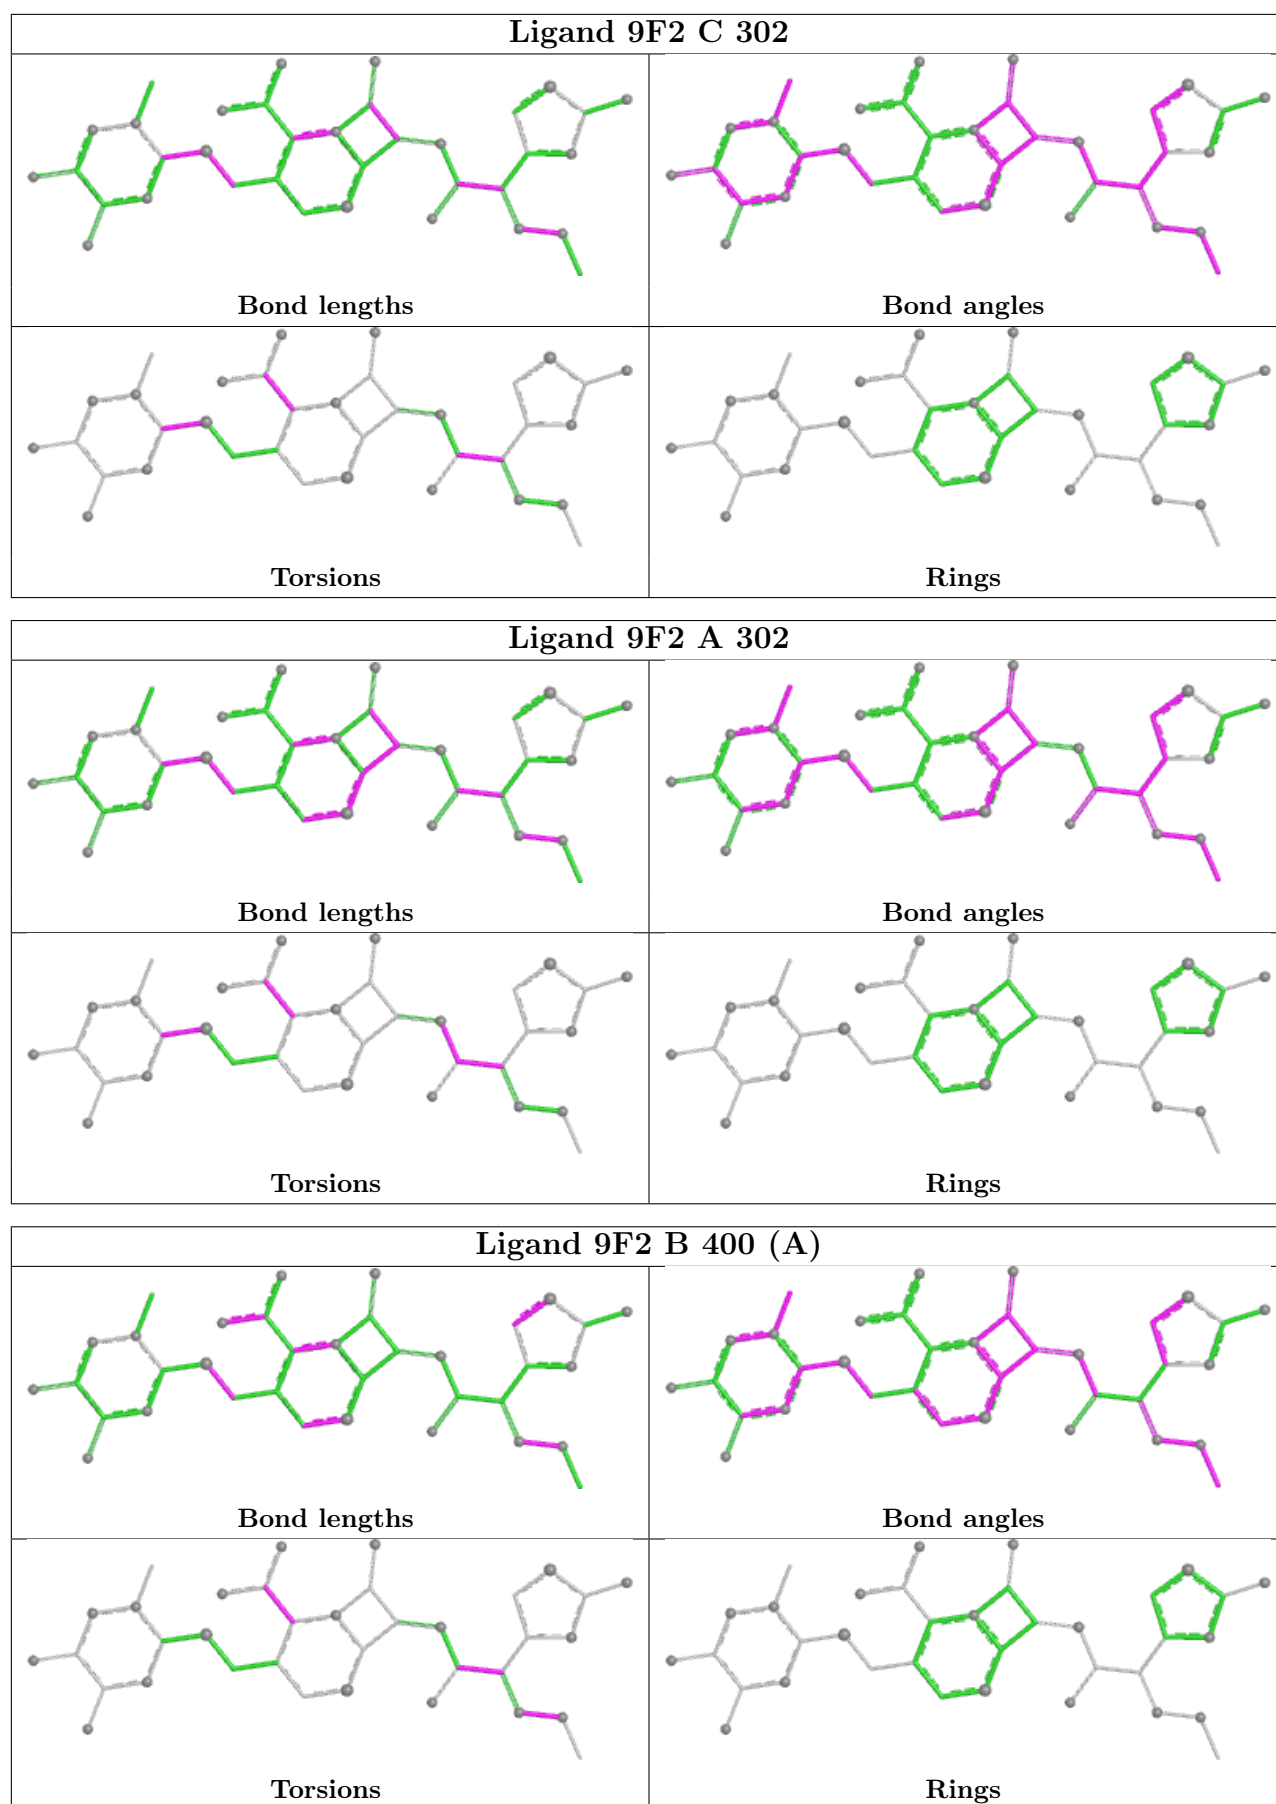 Ligand 9F2 C 302
Bond lengths
Bond angles
Torsions
Rings
Ligand 9F2 A 302
Bond lengths
Bond angles
Torsions
Rings
Ligand 9F2 B 400 (A)
Bond lengths
Bond angles
Torsions
Rings